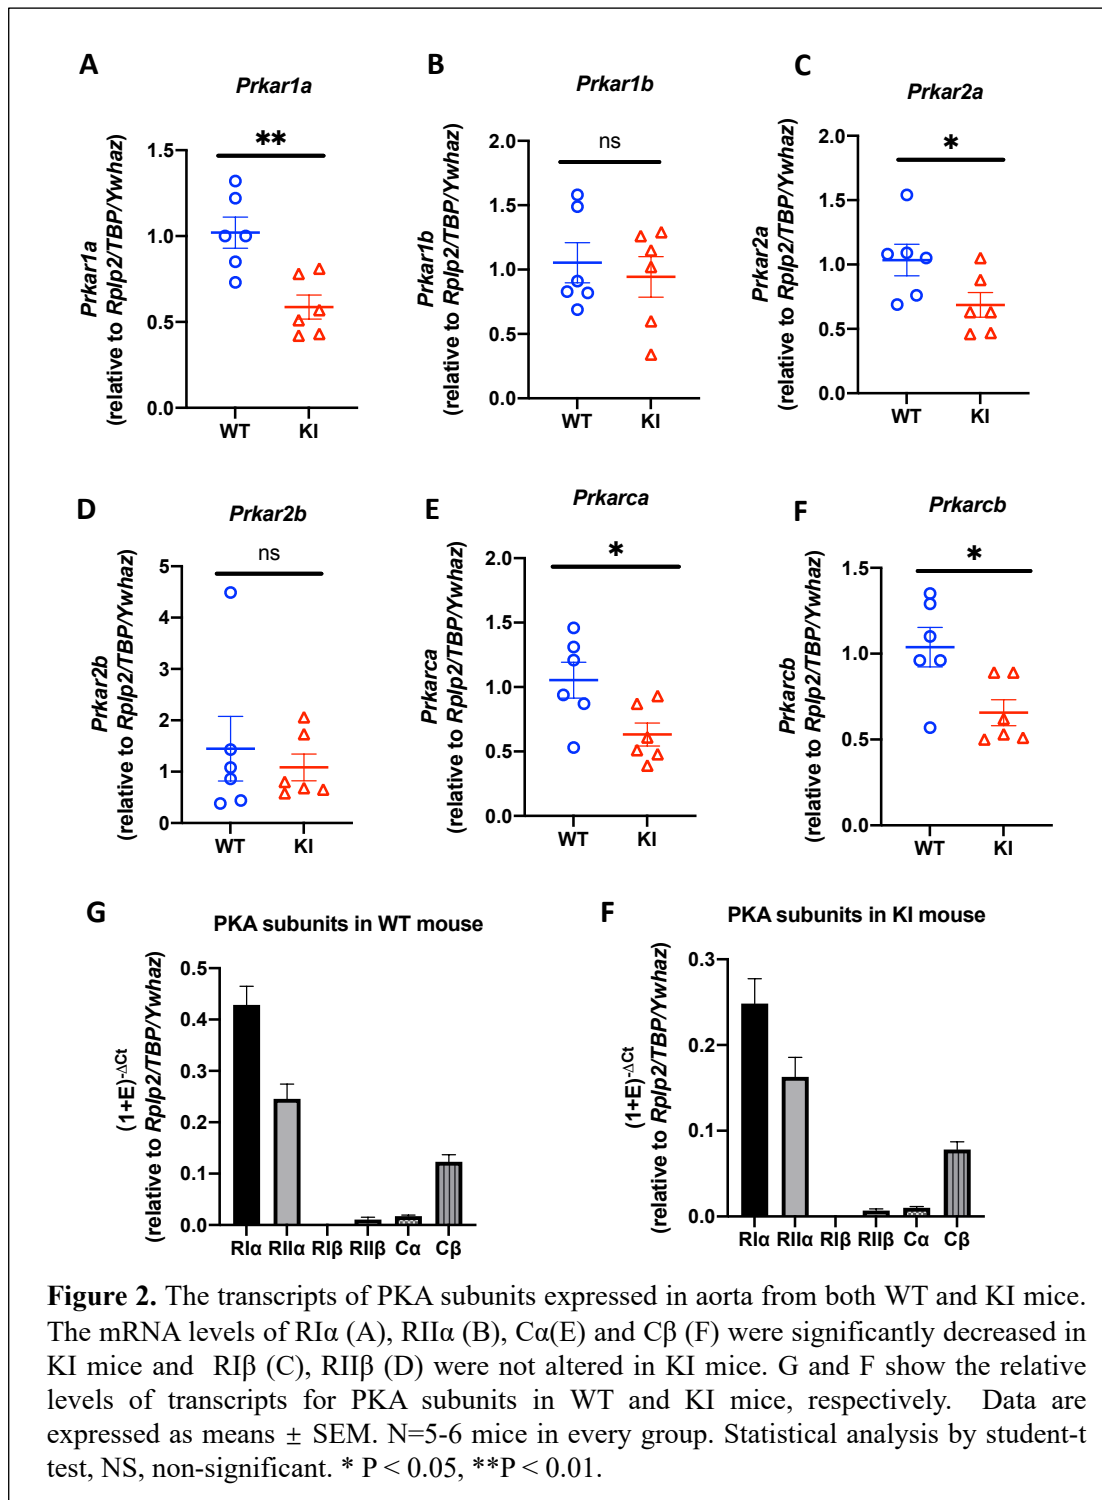 A
Prkar1a
**
Prkar1a
(relative to Rplp2/TBP/Ywhaz)
1.5
1.0
0.5
0.0
WT KI
B
Prkar1b
ns
Prkar1b
(relative to Rplp2/TBP/Ywhaz)
2.0
1.5
1.0
0.5
0.0
WT KI
C
Prkar2a
*
Prkar2a
(relative to Rplp2/TBP/Ywhaz)
2.0
1.5
1.0
0.5
0.0
WT KI
D
Prkar2b
ns
Prkar2b
(relative to Rplp2/TBP/Ywhaz)
5
4
3
2
1
0
WT KI
E
Prkarca
*
Prkarca
(relative to Rplp2/TBP/Ywhaz)
2.0
1.5
1.0
0.5
0.0
WT KI
F
Prkarcb
*
Prkarcb
(relative to Rplp2/TBP/Ywhaz)
1.5
1.0
0.5
0.0
WT KI
G
PKA subunits in WT mouse
(1+E)-ΔCt
(relative to Rplp2/TBP/Ywhaz)
0.5
0.4
0.3
0.2
0.1
0.0
RIα RIIα RIβ RIIβ Cα Cβ
F
PKA subunits in KI mouse
(1+E)-ΔCt
(relative to Rplp2/TBP/Ywhaz)
0.3
0.2
0.1
0.0
RIα RIIα RIβ RIIβ Cα Cβ
Figure 2. The transcripts of PKA subunits expressed in aorta from both WT and KI mice.
The mRNA levels of RIα (A), RIIα (B), Cα(E) and Cβ (F) were significantly decreased in
KI mice and RIβ (C), RIIβ (D) were not altered in KI mice. G and F show the relative
levels of transcripts for PKA subunits in WT and KI mice, respectively. Data are
expressed as means ± SEM. N=5-6 mice in every group. Statistical analysis by student-t
test, NS, non-significant. * P < 0.05, **P < 0.01.